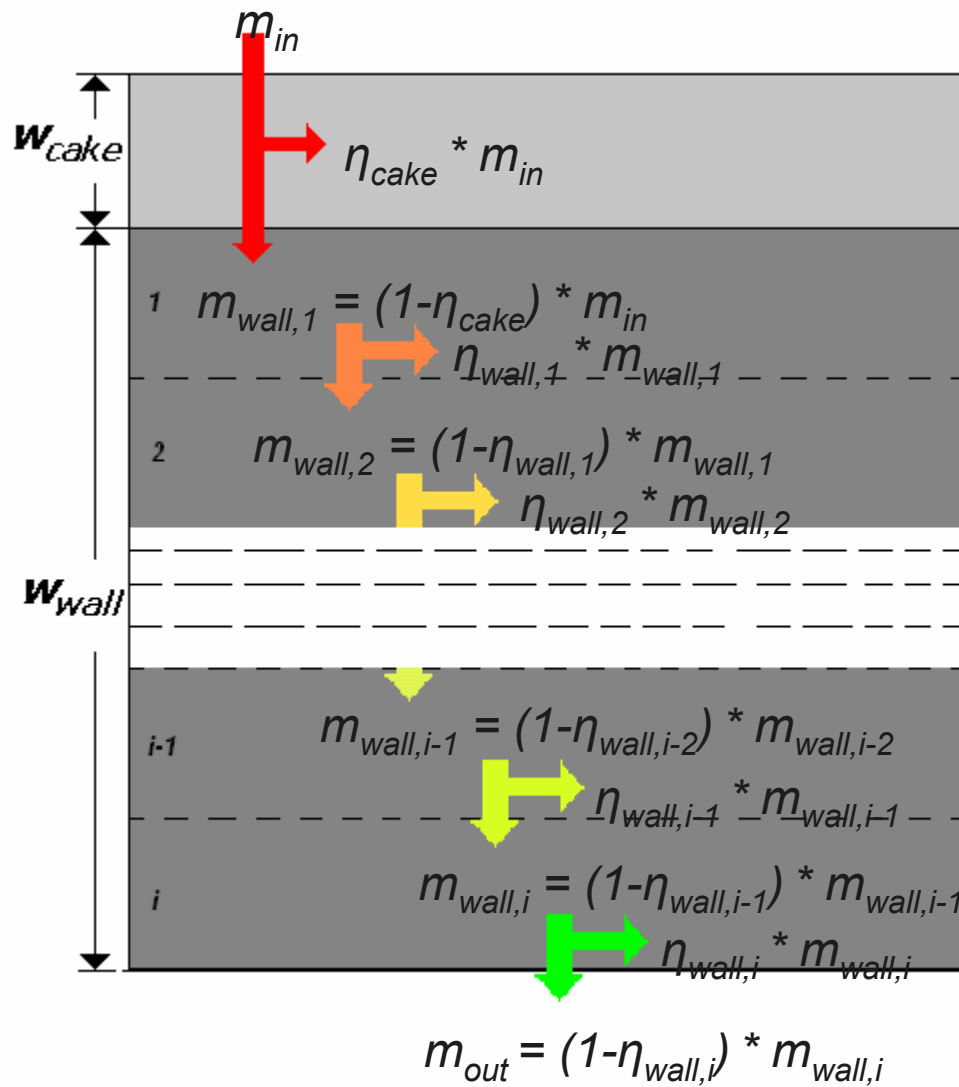 m_in
w_cake
η_cake * m_in
1
m_wall,1 = (1-η_cake) * m_in
η_wall,1 * m_wall,1
2
m_wall,2 = (1-η_wall,1) * m_wall,1
η_wall,2 * m_wall,2
w_wall
i-1
m_wall,i-1 = (1-η_wall,i-2) * m_wall,i-2
η_wall,i-1 * m_wall,i-1
i
m_wall,i = (1-η_wall,i-1) * m_wall,i-1
η_wall,i * m_wall,i
m_out = (1-η_wall,i) * m_wall,i